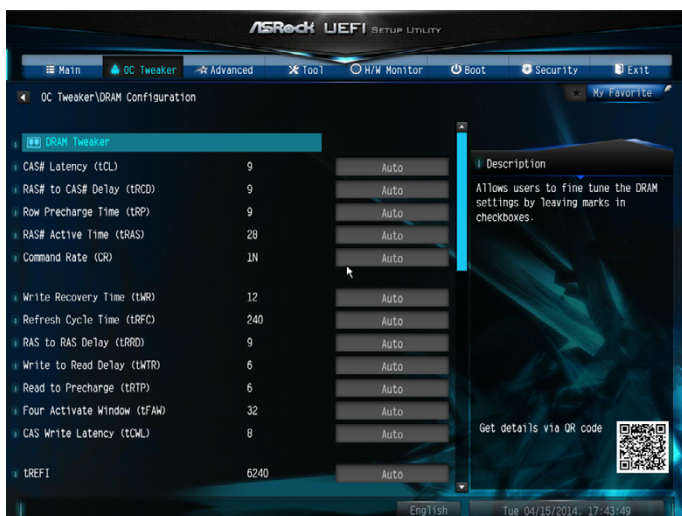 ASRock UEFI SETUP UTILITY
Main OC Tweaker Advanced Tool H/W Monitor Boot Security Exit
OC Tweaker\DRAM Configuration
My Favorite
DRAM Tweaker
CAS# Latency (tCL) 9 Auto
RAS# to CAS# Delay (tRCD) 9 Auto
Row Precharge Time (tRP) 9 Auto
RAS# Active Time (tRAS) 28 Auto
Command Rate (CR) 1N Auto
Write Recovery Time (tWR) 12 Auto
Refresh Cycle Time (tRFC) 240 Auto
RAS to RAS Delay (tRRD) 9 Auto
Write to Read Delay (tWTR) 6 Auto
Read to Precharge (tRTP) 6 Auto
Four Activate Window (tFAW) 32 Auto
CAS Write Latency (tCWL) 8 Auto
tREFI 6240 Auto
Description
Allows users to fine tune the DRAM
settings by leaving marks in
checkboxes.
Get details via QR code
English
Tue 04/15/2014. 17:43:49